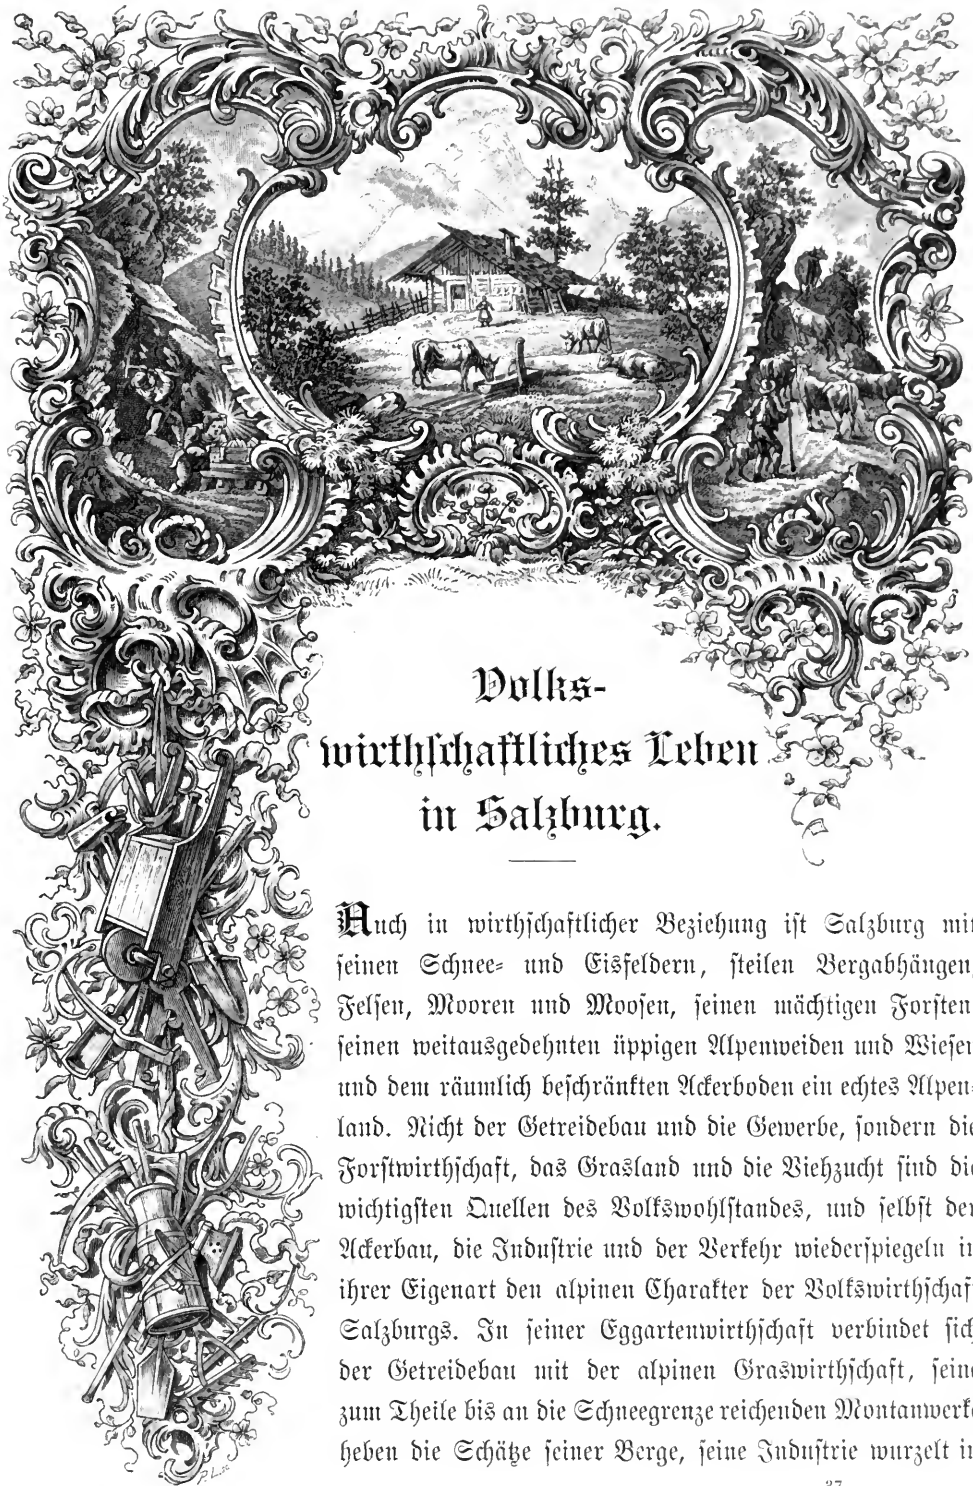 Volks-
wirthschaftliches Leben
in Salzburg.
Auch in wirthschaftlicher Beziehung ist Salzburg mit
seinen Schnee- und Eisfeldern, steilen Bergabhängen,
Felsen, Mooren und Moosen, seinen mächtigen Forsten,
seinen weitausgedehnten üppigen Alpenweiden und Wiesen
und dem räumlich beschränkten Ackerboden ein echtes Alpen-
land. Nicht der Getreidebau und die Gewerbe, sondern die
Forstwirthschaft, das Grasland und die Viehzucht sind die
wichtigsten Quellen des Volkswohlstandes, und selbst der
Ackerbau, die Industrie und der Verkehr wiederspiegeln in
ihrer Eigenart den alpinen Charakter der Volkswirthschaft
Salzburgs. In seiner Eggartenwirthschaft verbindet sich
der Getreidebau mit der alpinen Graswirthschaft, seine
zum Theile bis an die Schneegrenze reichenden Montanwerke
heben die Schätze seiner Berge, seine Industrie wurzelt in
37